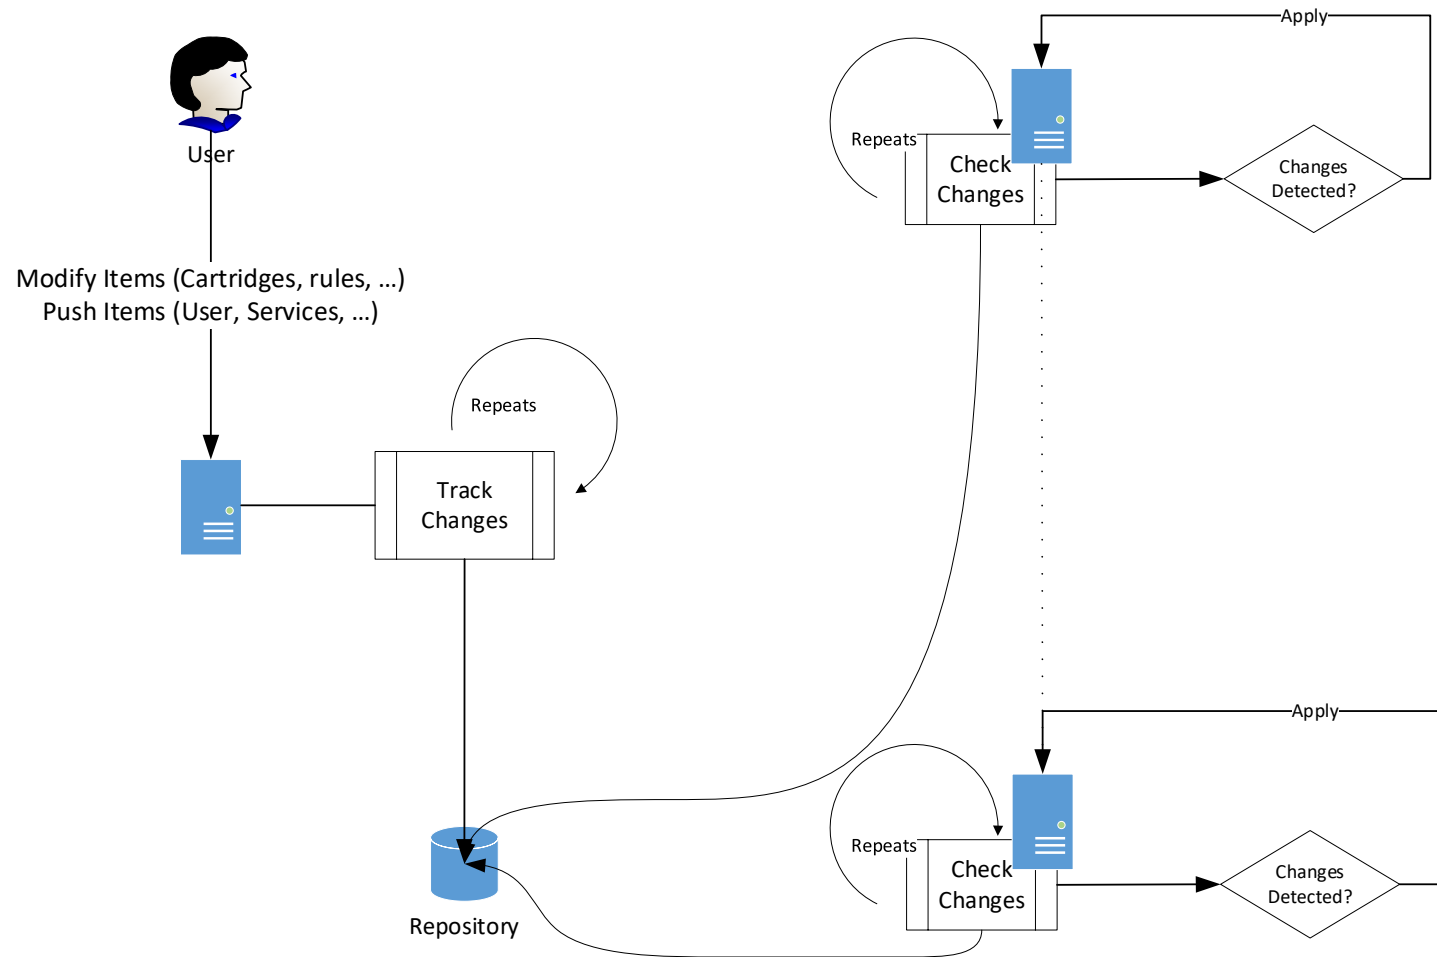 User
Modify Items (Cartridges, rules, ...)
Push Items (User, Services, ...)
Repeats
Track
Changes
Repository
Apply
Repeats
Check
Changes
Changes
Detected?
Apply
Repeats
Check
Changes
Changes
Detected?